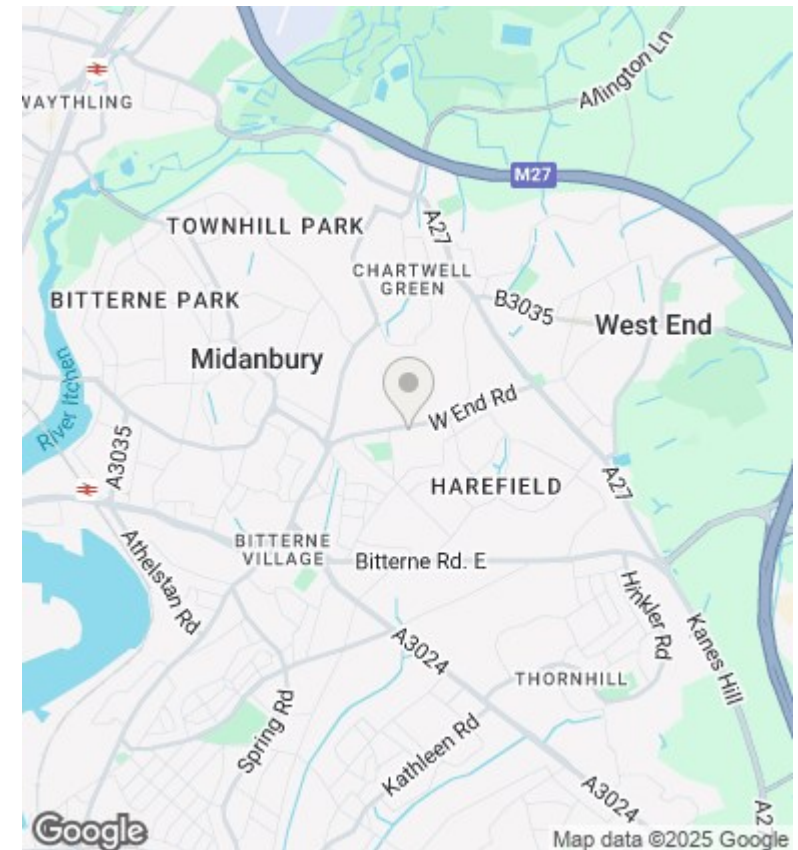 Allington Ln
WAYTHLING
M27
TOWNHILL PARK
A27
CHARTWELL
GREEN
BITTERNE PARK
B3035
West End
Midanbury
River Itchen
W End Rd
A3035
HAREFIELD
A27
BITTERNE
VILLAGE
Bitterne Rd. E
Athelstan Rd
Hinkler Rd
A3024
Kanes Hill
THORNHILL
Spring Rd
Kathleen Rd
A3024
A2
Google
Map data ©2025 Google